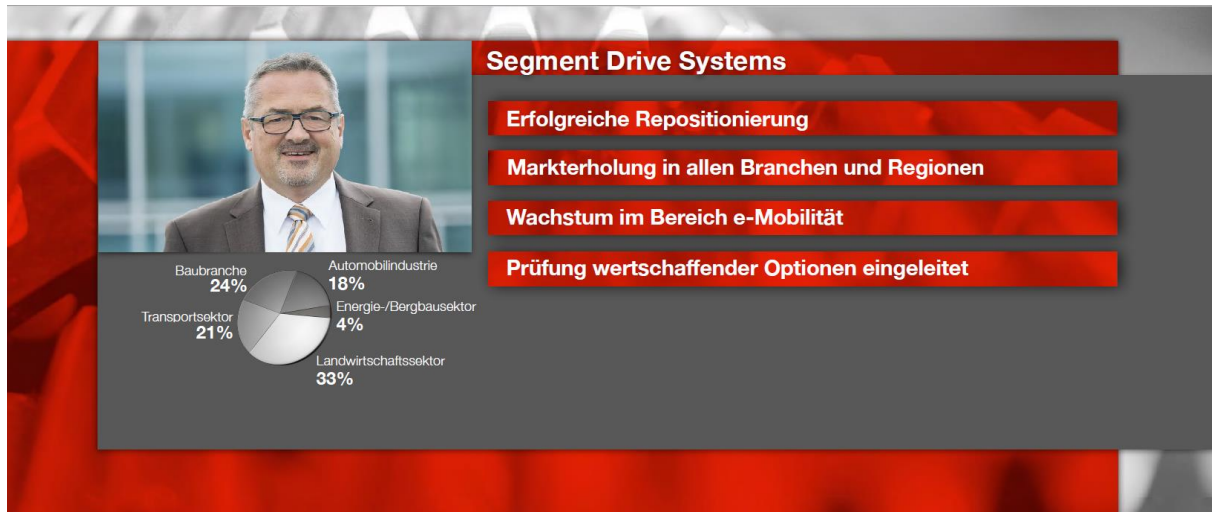 Segment Drive Systems
Erfolgreiche Repositionierung
Markterholung in allen Branchen und Regionen
Wachstum im Bereich e-Mobilität
Prüfung wertschaffender Optionen eingeleitet
Baubranche
24%
Automobilindustrie
18%
Transportsektor
21%
Energie-/Bergbausektor
4%
Landwirtschaftssektor
33%